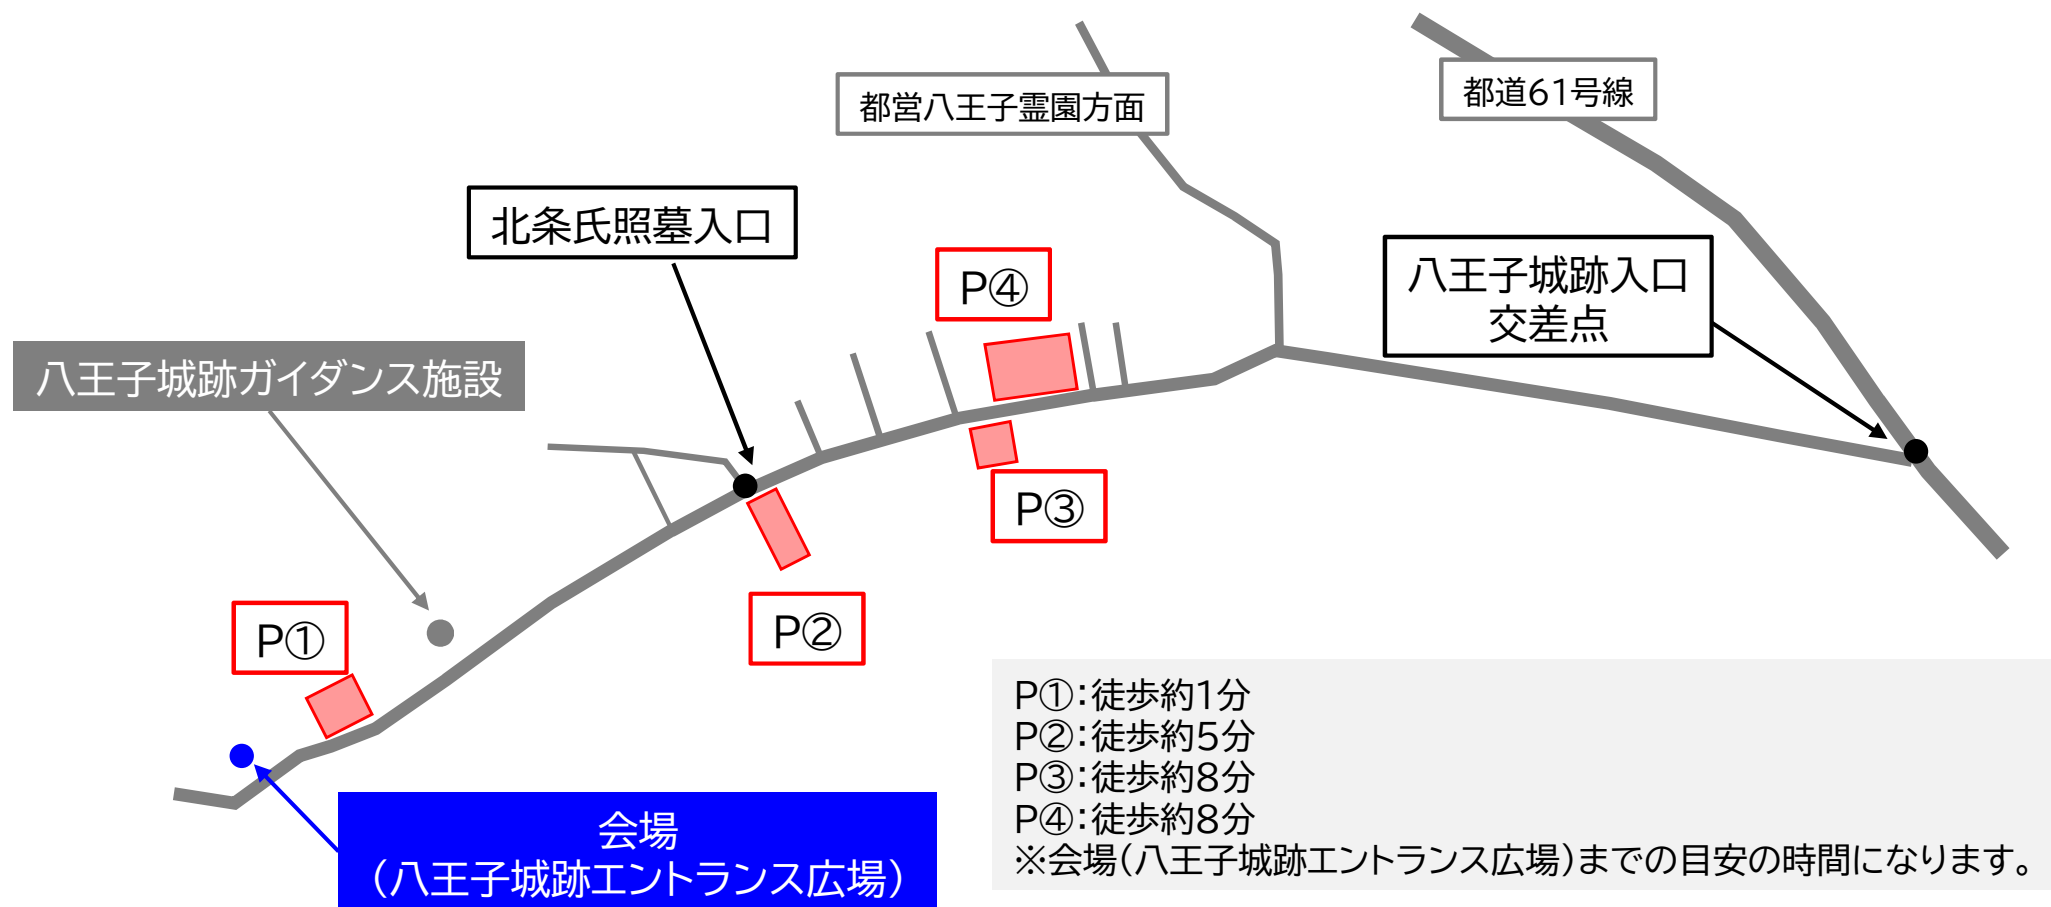 都営八王子霊園方面
都道61号線
北条氏照墓入口
P④
八王子城跡入口
交差点
八王子城跡ガイダンス施設
P③
P②
P①
P①：徒歩約1分
P②：徒歩約5分
P③：徒歩約8分
P④：徒歩約8分
※会場（八王子城跡エントランス広場）までの目安の時間になります。
会場
（八王子城跡エントランス広場）